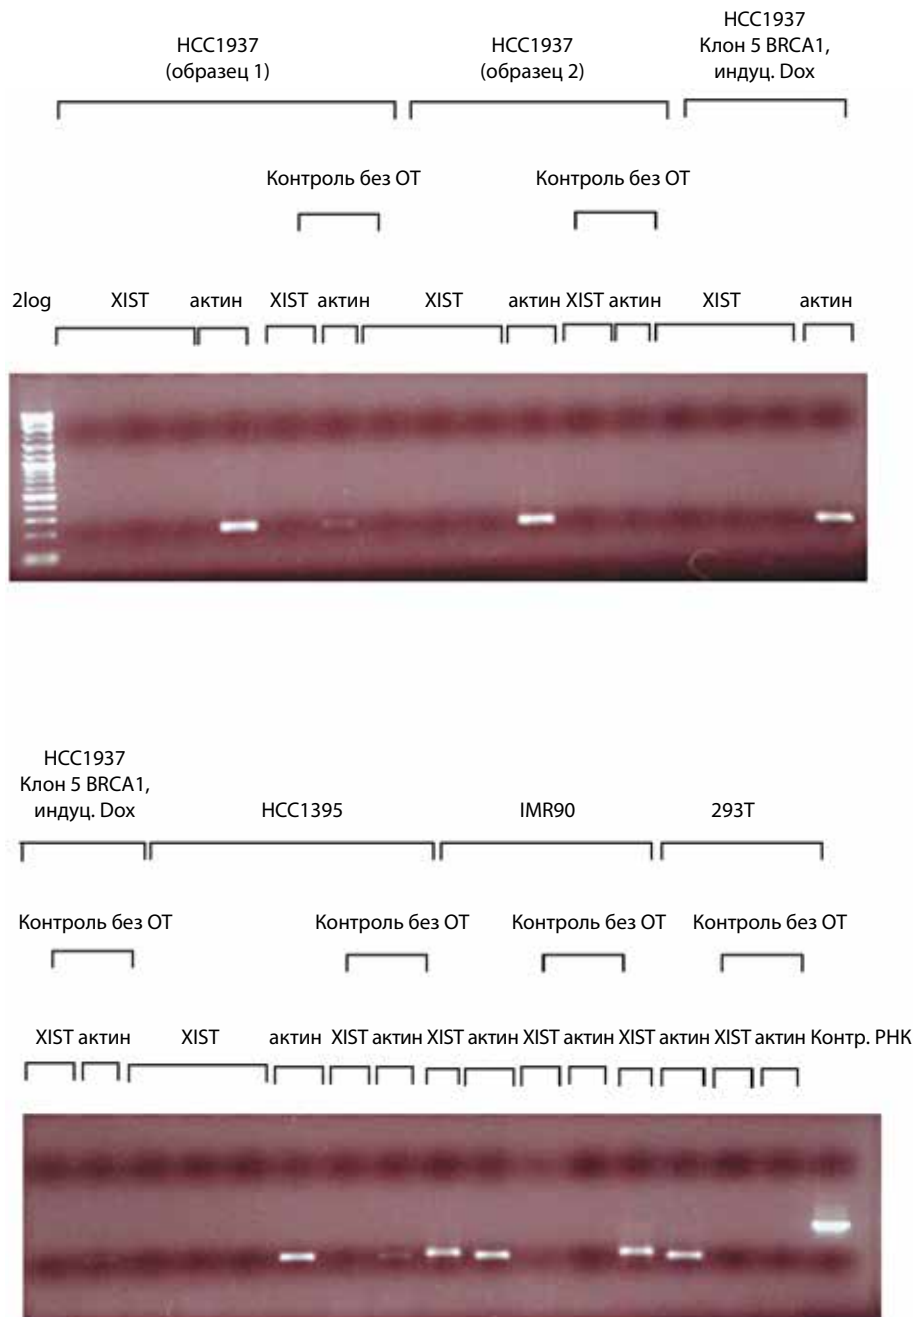 HCC1937
(образец 1)
HCC1937
(образец 2)
HCC1937
Клон 5 BRCA1,
индуц. Dox
Контроль без ОТ
Контроль без ОТ
2log XIST актин XIST актин XIST актин XIST актин XIST актин
HCC1937
Клон 5 BRCA1,
индуц. Dox
HCC1395
IMR90
293T
Контроль без ОТ
Контроль без ОТ
Контроль без ОТ
Контроль без ОТ
XIST актин XIST актин XIST актин XIST актин XIST актин XIST актин XIST актин Контр. РНК